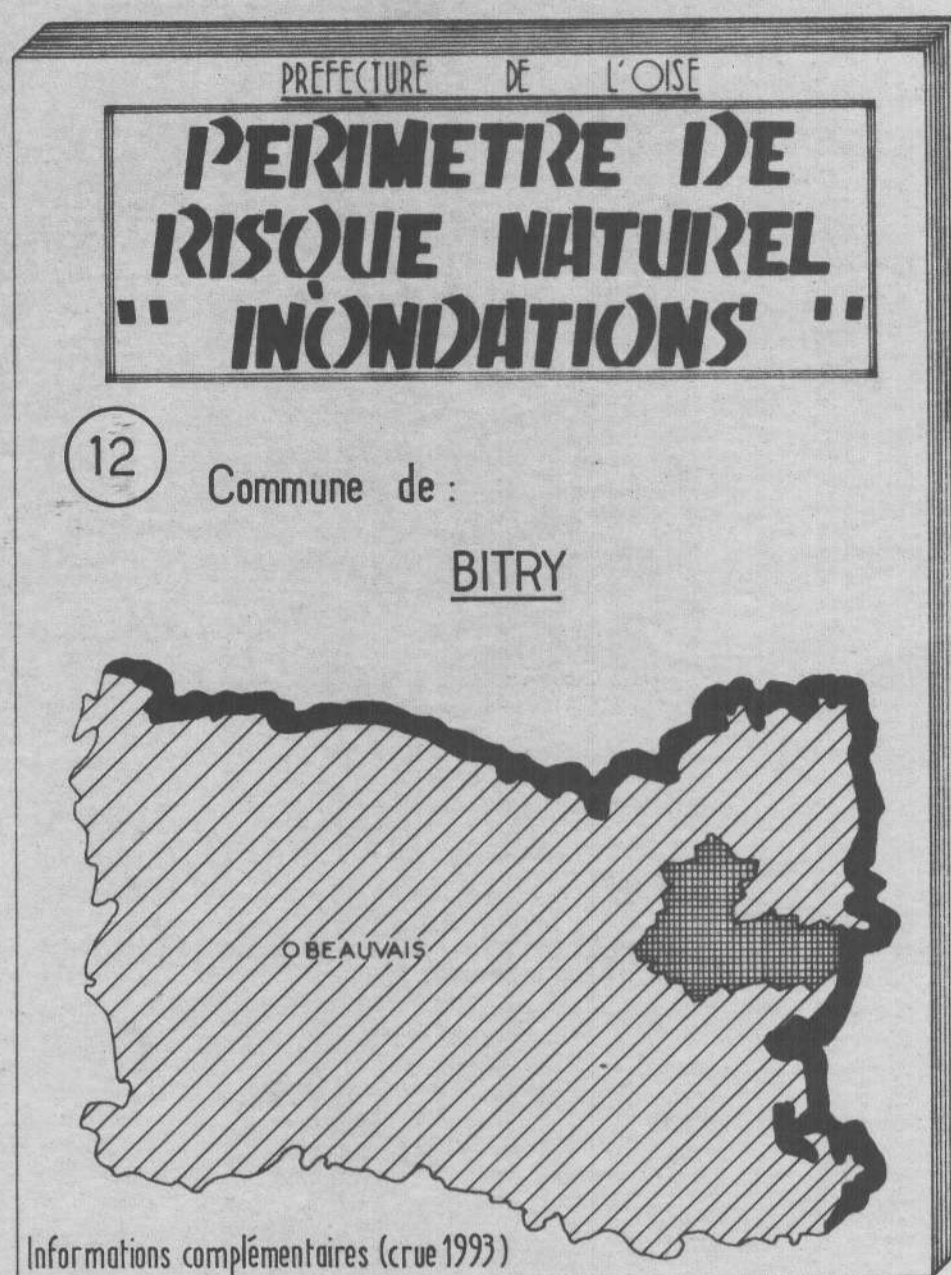 PREFECTURE DE L'OISE
PERIMETRE DE
RISQUE NATUREL
" INONDATIONS "
12
Commune de :
BITRY
O BEAUVAIS
Informations complémentaires (crue 1993)